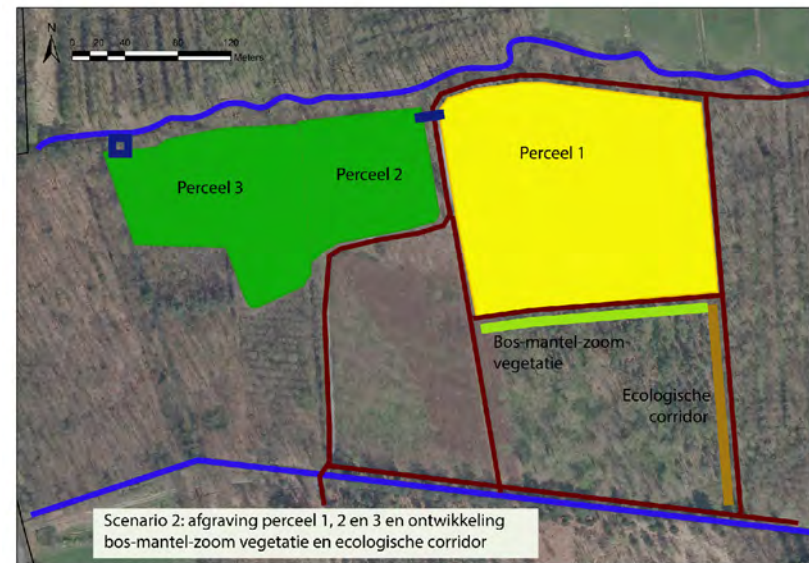 N
0 20 40 80 120
Meters
Perceel 1
Perceel 2
Perceel 3
Bos-mantel-zoom-
vegetatie
Ecologische
corridor
Scenario 2: afgraving perceel 1, 2 en 3 en ontwikkeling
bos-mantel-zoom vegetatie en ecologische corridor